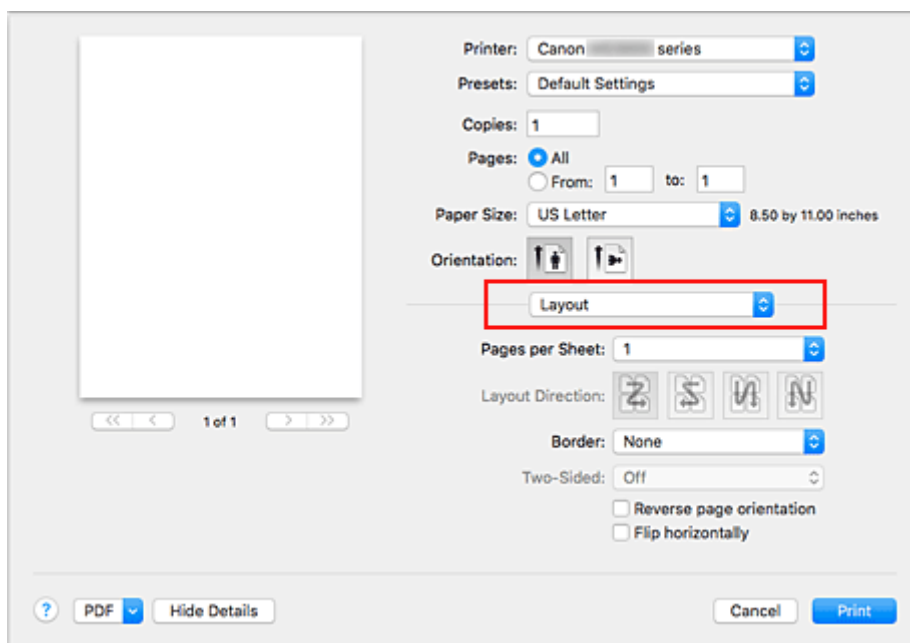 Printer: Canon series
Presets: Default Settings
Copies: 1
Pages: All
From: 1 to: 1
Paper Size: US Letter 8.50 by 11.00 inches
Orientation:
Layout
Pages per Sheet: 1
Layout Direction:
Border: None
Two-Sided: Off
Reverse page orientation
Flip horizontally
1 of 1
? PDF Hide Details Cancel Print